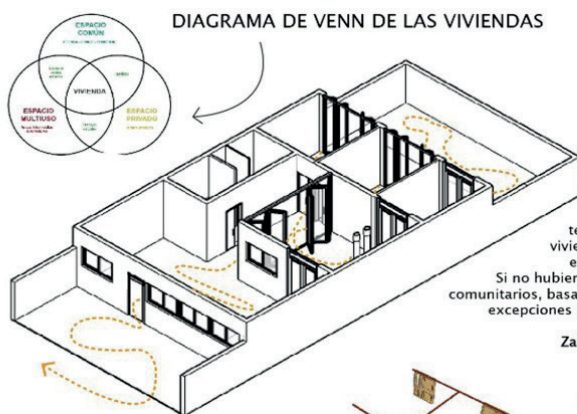 DIAGRAMA DE VENN DE LAS VIVIENDAS
ESPACIO
COMÚN
VIVIENDA
ESPACIO
MULTIUSO
ESPACIO
PRIVADO
te
vivie
e
Si no hubier
comunitarios, basa
excepciones
Za